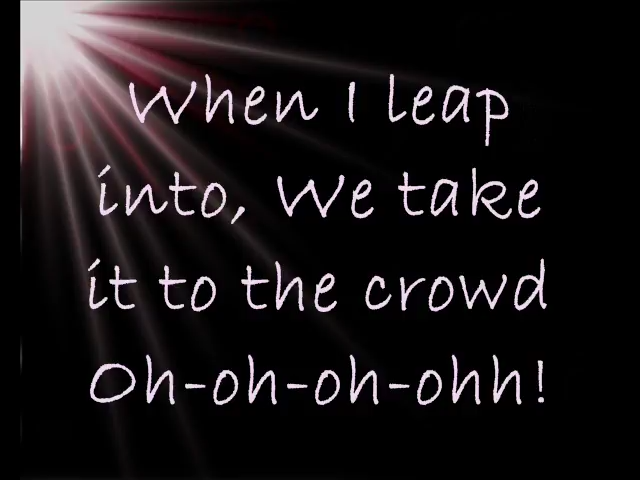 When I leap
into, We take
it to the crowd
Oh-oh-oh-ohh!